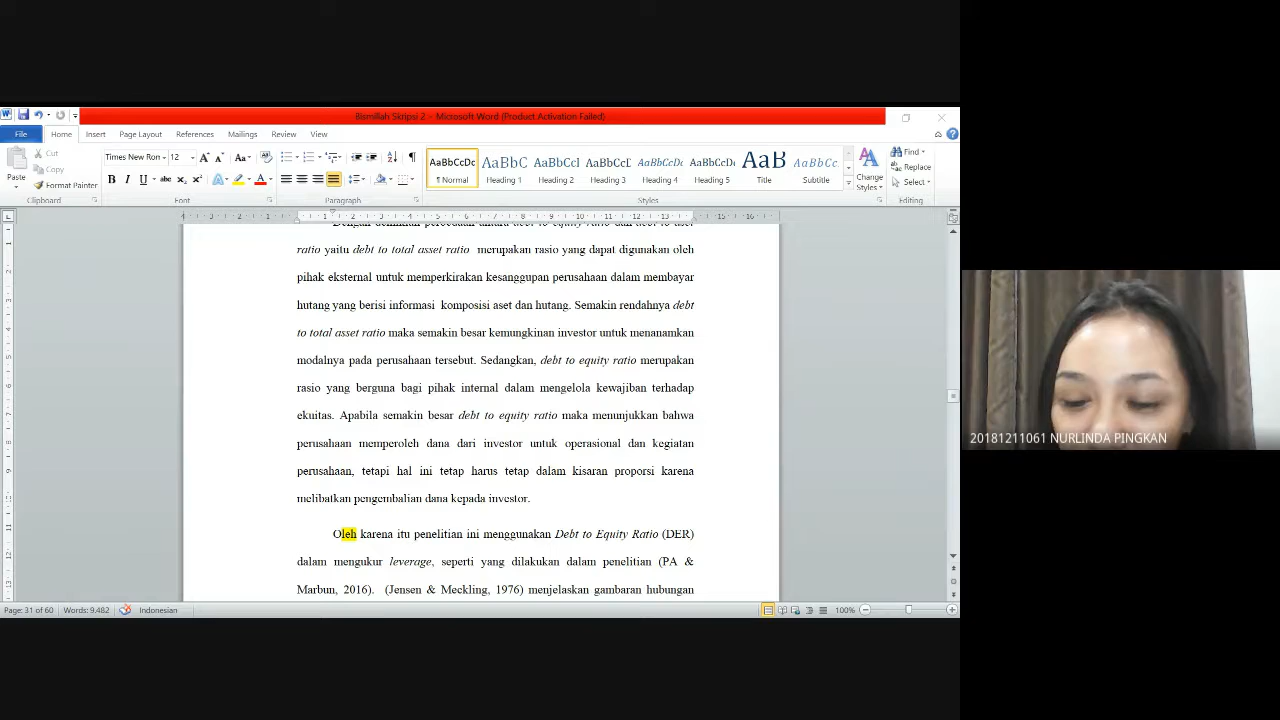 Bismillah Skripsi 2 - Microsoft Word (Product Activation Failed)
File Home Insert Page Layout References Mailings Review View
Paste
Cut
Copy
Format Painter
Clipboard
Times New Ron 12
Font
Paragraph
AaBbCcDc AaBbC AaBbCcI AaBbCcD AaBbCcDc AaBbCcDc AaB AaBbCcDc
¶ Normal Heading 1 Heading 2 Heading 3 Heading 4 Heading 5 Title Subtitle
Change Styles
Styles
Find
Replace
Select
Editing
ratio yaitu debt to total asset ratio merupakan rasio yang dapat digunakan oleh
pihak eksternal untuk memperkirakan kesanggupan perusahaan dalam membayar
hutang yang berisi informasi komposisi aset dan hutang. Semakin rendahnya debt
to total asset ratio maka semakin besar kemungkinan investor untuk menanamkan
modalnya pada perusahaan tersebut. Sedangkan, debt to equity ratio merupakan
rasio yang berguna bagi pihak internal dalam mengelola kewajiban terhadap
ekuitas. Apabila semakin besar debt to equity ratio maka menunjukkan bahwa
perusahaan memperoleh dana dari investor untuk operasional dan kegiatan
perusahaan, tetapi hal ini tetap harus tetap dalam kisaran proporsi karena
melibatkan pengembalian dana kepada investor.
Oleh karena itu penelitian ini menggunakan Debt to Equity Ratio (DER)
dalam mengukur leverage, seperti yang dilakukan dalam penelitian (PA &
Marbun, 2016). (Jensen & Meckling, 1976) menjelaskan gambaran hubungan
Page: 31 of 60 Words: 9.482 Indonesian 100%
20181211061 NURLINDA PINGKAN